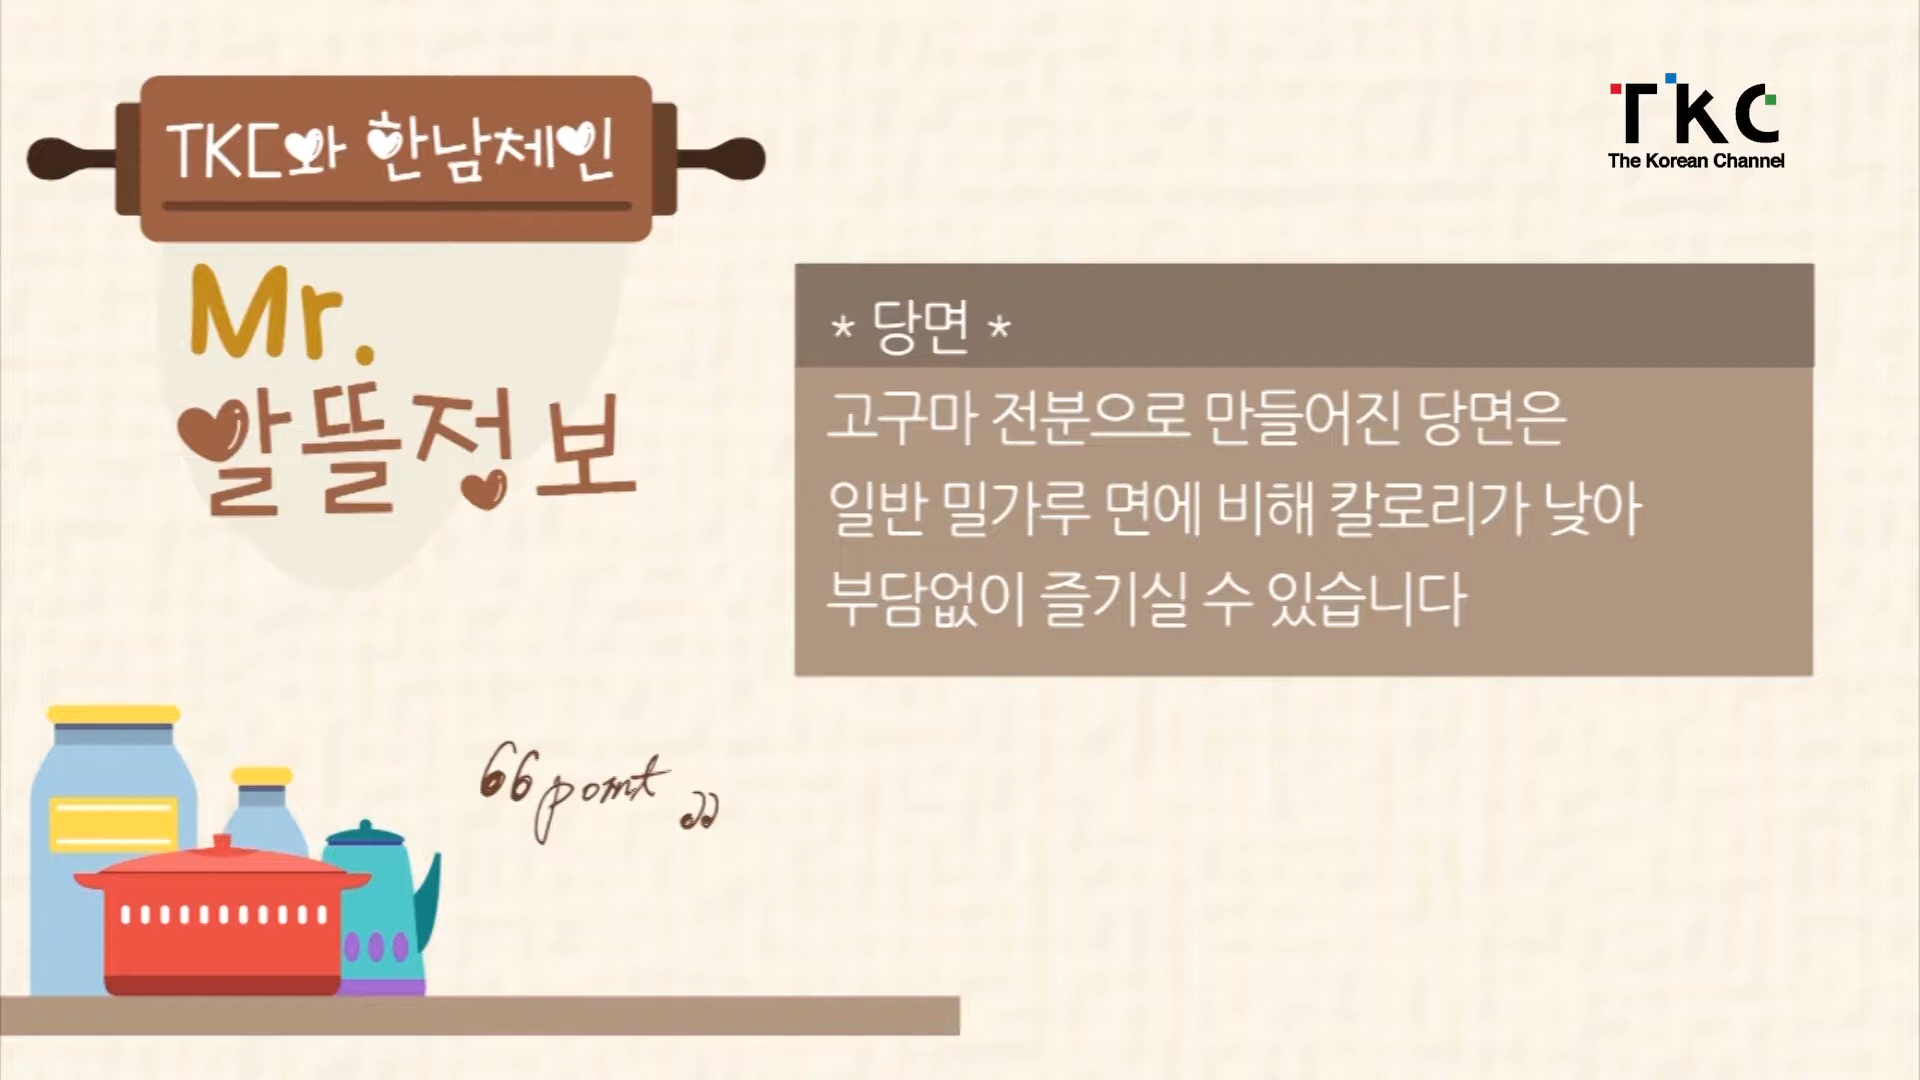 TKC와 한남체인
Mr.
알뜰정보
TKC
The Korean Channel
* 당면 *
고구마 전분으로 만들어진 당면은
일반 밀가루 면에 비해 칼로리가 낮아
부담없이 즐기실 수 있습니다
66 point